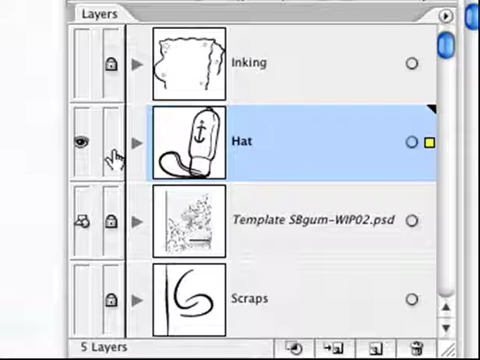 Layers
Inking
Hat
Template SBgum-WIP02.psd
Scraps
5 Layers